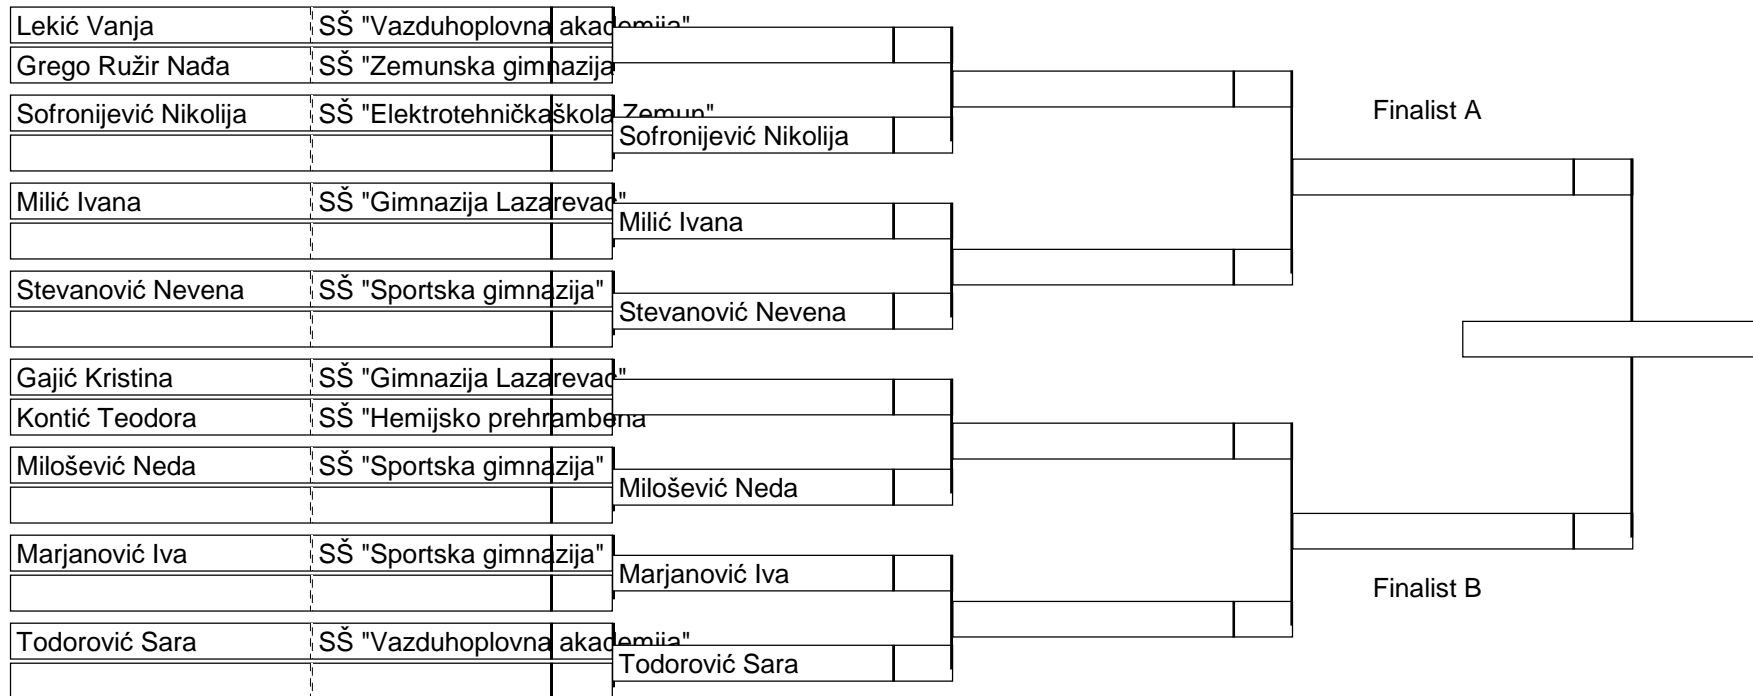 Lekić Vanja SŠ "Vazduhoplovna akademija"
Grego Ružir Nađa SŠ "Zemunska gimnazija
Sofronijević Nikolija SŠ "Elektrotehničkaškola Zemun"
Sofronijević Nikolija
Finalist A
Milić Ivana SŠ "Gimnazija Lazarevac"
Milić Ivana
Stevanović Nevena SŠ "Sportska gimnazija"
Stevanović Nevena
Gajić Kristina SŠ "Gimnazija Lazarevac"
Kontić Teodora SŠ "Hemijsko prehrambena
Milošević Neda SŠ "Sportska gimnazija"
Milošević Neda
Marjanović Iva SŠ "Sportska gimnazija"
Marjanović Iva
Finalist B
Todorović Sara SŠ "Vazduhoplovna akademija"
Todorović Sara